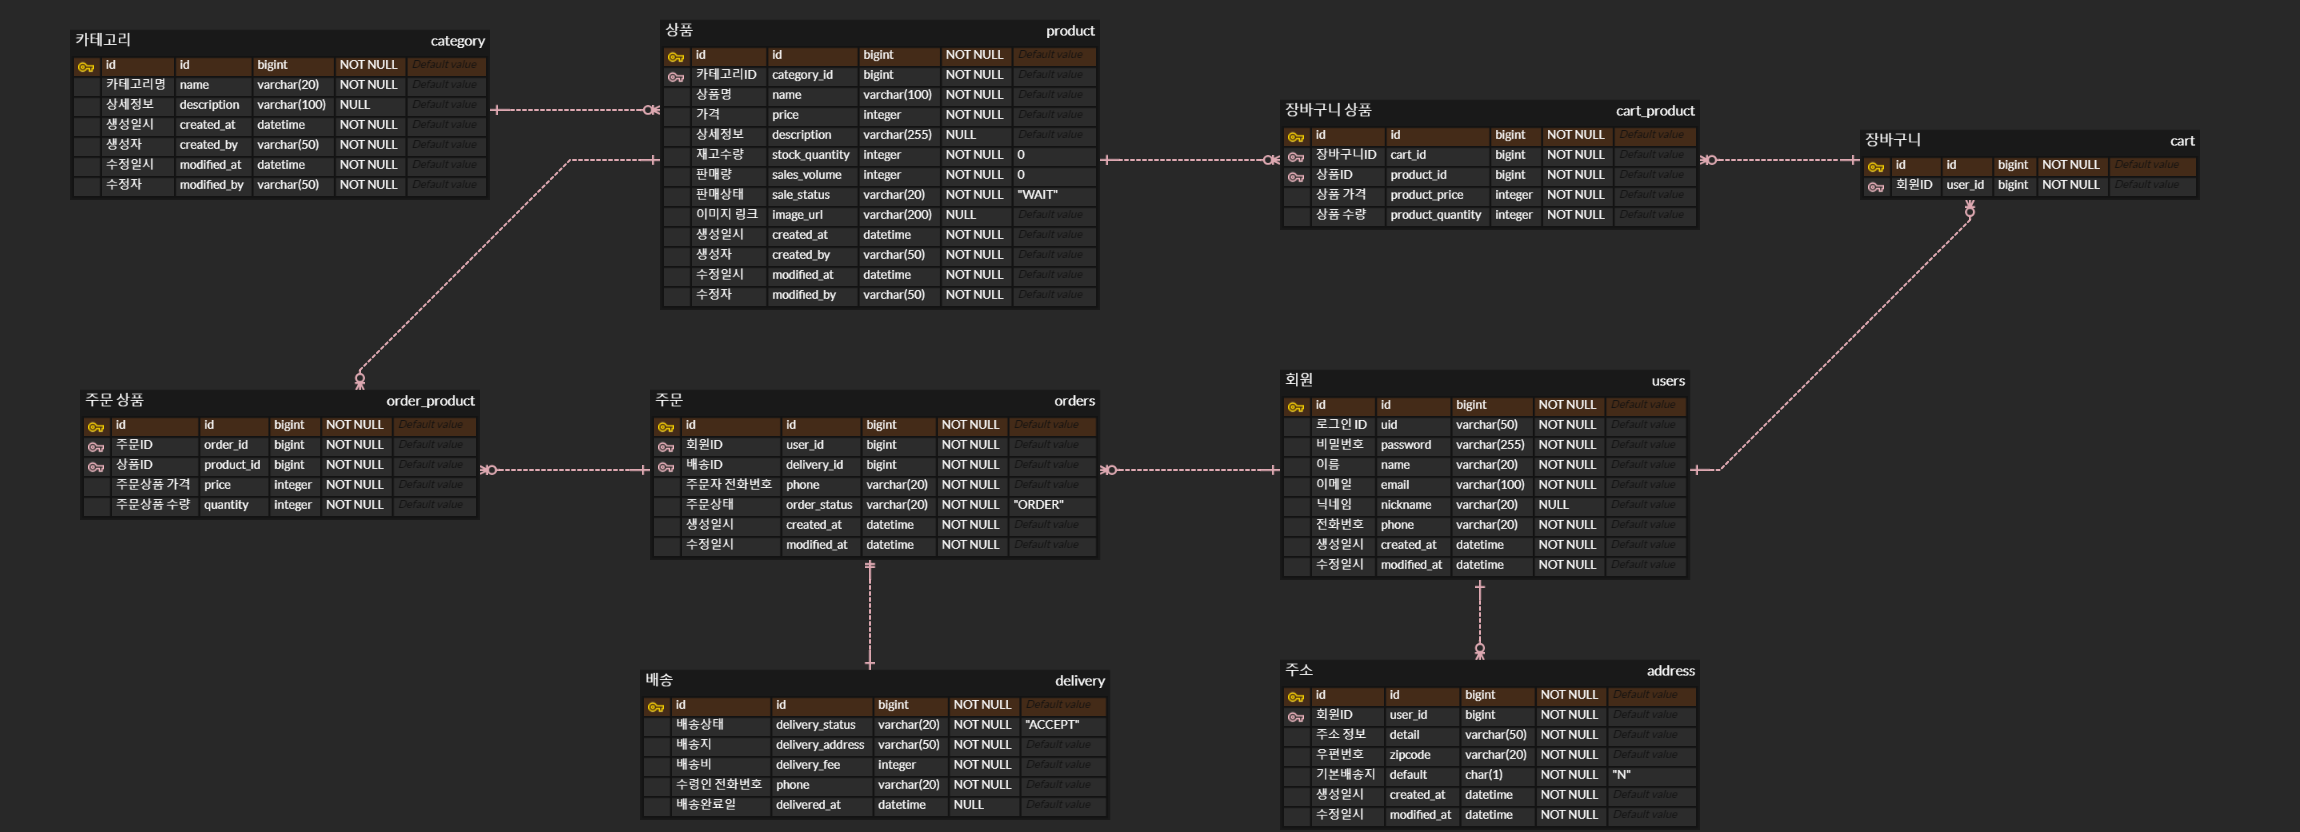 카테고리 category
id id bigint NOT NULL Default value
카테고리명 name varchar(20) NOT NULL Default value
상세정보 description varchar(100) NULL Default value
생성일시 created_at datetime NOT NULL Default value
생성자 created_by varchar(50) NOT NULL Default value
수정일시 modified_at datetime NOT NULL Default value
수정자 modified_by varchar(50) NOT NULL Default value
상품 product
id id bigint NOT NULL Default value
카테고리ID category_id bigint NOT NULL Default value
상품명 name varchar(100) NOT NULL Default value
가격 price integer NOT NULL Default value
상세정보 description varchar(255) NULL Default value
재고수량 stock_quantity integer NOT NULL 0
판매량 sales_volume integer NOT NULL 0
판매상태 sale_status varchar(20) NOT NULL "WAIT"
이미지 링크 image_url varchar(200) NULL Default value
생성일시 created_at datetime NOT NULL Default value
생성자 created_by varchar(50) NOT NULL Default value
수정일시 modified_at datetime NOT NULL Default value
수정자 modified_by varchar(50) NOT NULL Default value
장바구니 상품 cart_product
id id bigint NOT NULL Default value
장바구니ID cart_id bigint NOT NULL Default value
상품ID product_id bigint NOT NULL Default value
상품 가격 product_price integer NOT NULL Default value
상품 수량 product_quantity integer NOT NULL Default value
장바구니 cart
id id bigint NOT NULL Default value
회원ID user_id bigint NOT NULL Default value
주문 상품 order_product
id id bigint NOT NULL Default value
주문ID order_id bigint NOT NULL Default value
상품ID product_id bigint NOT NULL Default value
주문상품 가격 price integer NOT NULL Default value
주문상품 수량 quantity integer NOT NULL Default value
주문 orders
id id bigint NOT NULL Default value
회원ID user_id bigint NOT NULL Default value
배송ID delivery_id bigint NOT NULL Default value
주문자 전화번호 phone varchar(20) NOT NULL Default value
주문상태 order_status varchar(20) NOT NULL "ORDER"
생성일시 created_at datetime NOT NULL Default value
수정일시 modified_at datetime NOT NULL Default value
회원 users
id id bigint NOT NULL Default value
로그인 ID uid varchar(50) NOT NULL Default value
비밀번호 password varchar(255) NOT NULL Default value
이름 name varchar(20) NOT NULL Default value
이메일 email varchar(100) NOT NULL Default value
닉네임 nickname varchar(20) NULL Default value
전화번호 phone varchar(20) NOT NULL Default value
생성일시 created_at datetime NOT NULL Default value
수정일시 modified_at datetime NOT NULL Default value
배송 delivery
id id bigint NOT NULL Default value
배송상태 delivery_status varchar(20) NOT NULL "ACCEPT"
배송지 delivery_address varchar(50) NOT NULL Default value
배송비 delivery_fee integer NOT NULL Default value
수령인 전화번호 phone varchar(20) NOT NULL Default value
배송완료일 delivered_at datetime NULL Default value
주소 address
id id bigint NOT NULL Default value
회원ID user_id bigint NOT NULL Default value
주소 정보 detail varchar(50) NOT NULL Default value
우편번호 zipcode varchar(20) NOT NULL Default value
기본배송지 default char(1) NOT NULL "N"
생성일시 created_at datetime NOT NULL Default value
수정일시 modified_at datetime NOT NULL Default value